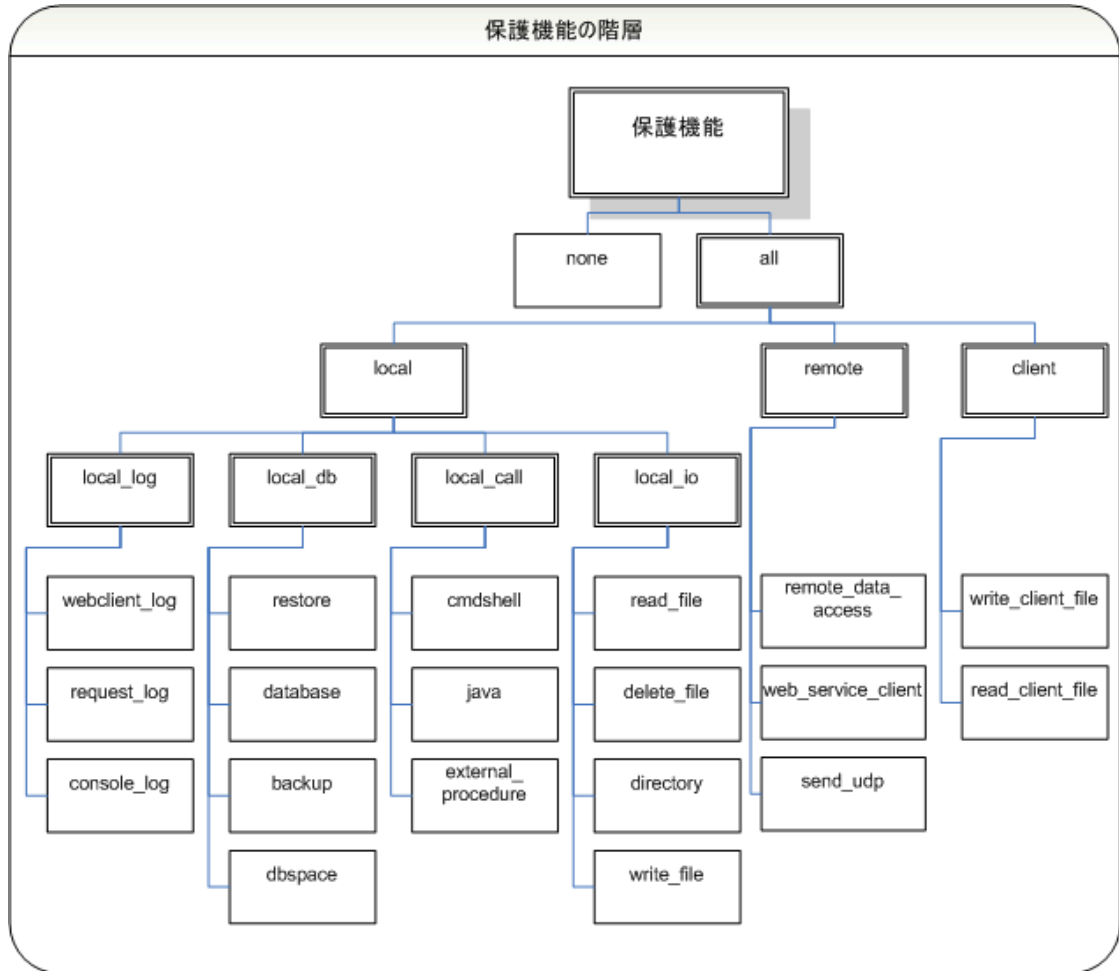 保護機能の階層
保護機能
none
all
local
remote
client
local_log
local_db
local_call
local_io
webclient_log
restore
cmdshell
read_file
remote_data_
access
write_client_file
request_log
database
java
delete_file
web_service_client
read_client_file
console_log
backup
external_
procedure
directory
send_udp
dbspace
write_file